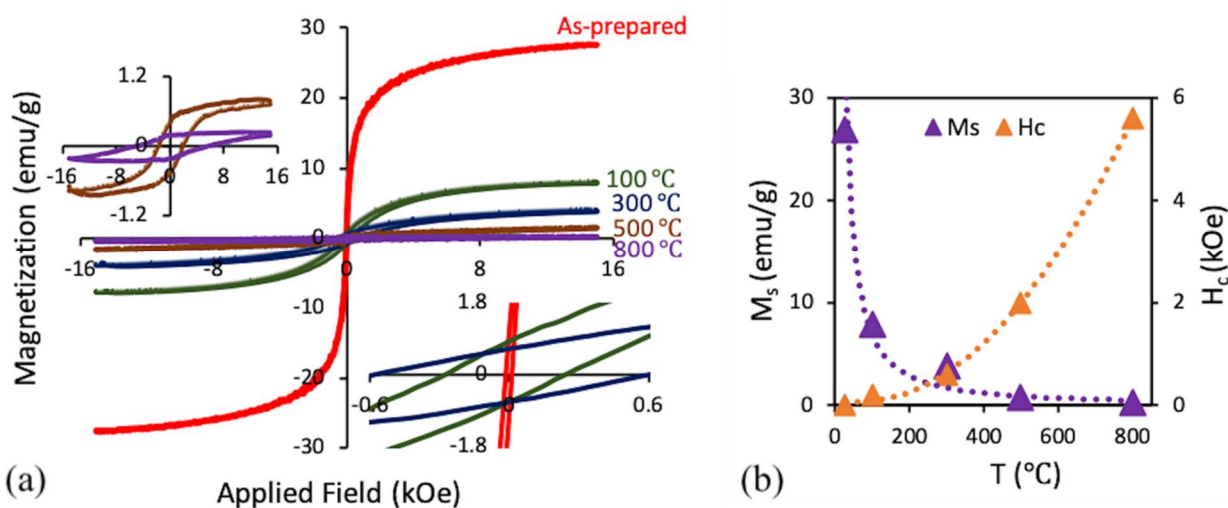 As-prepared
30
20
10
0
-10
-20
-30
-16
-8
0
8
16
Magnetization (emu/g)
Applied Field (kOe)
100 °C
300 °C
500 °C
800 °C
1.2
0
-1.2
-16
-8
0
8
16
1.8
0
-1.8
-0.6
0
0.6
(a)
30
20
10
0
Ms (emu/g)
Ms
Hc
6
4
2
0
Hc (kOe)
0
200
400
600
800
T (°C)
(b)